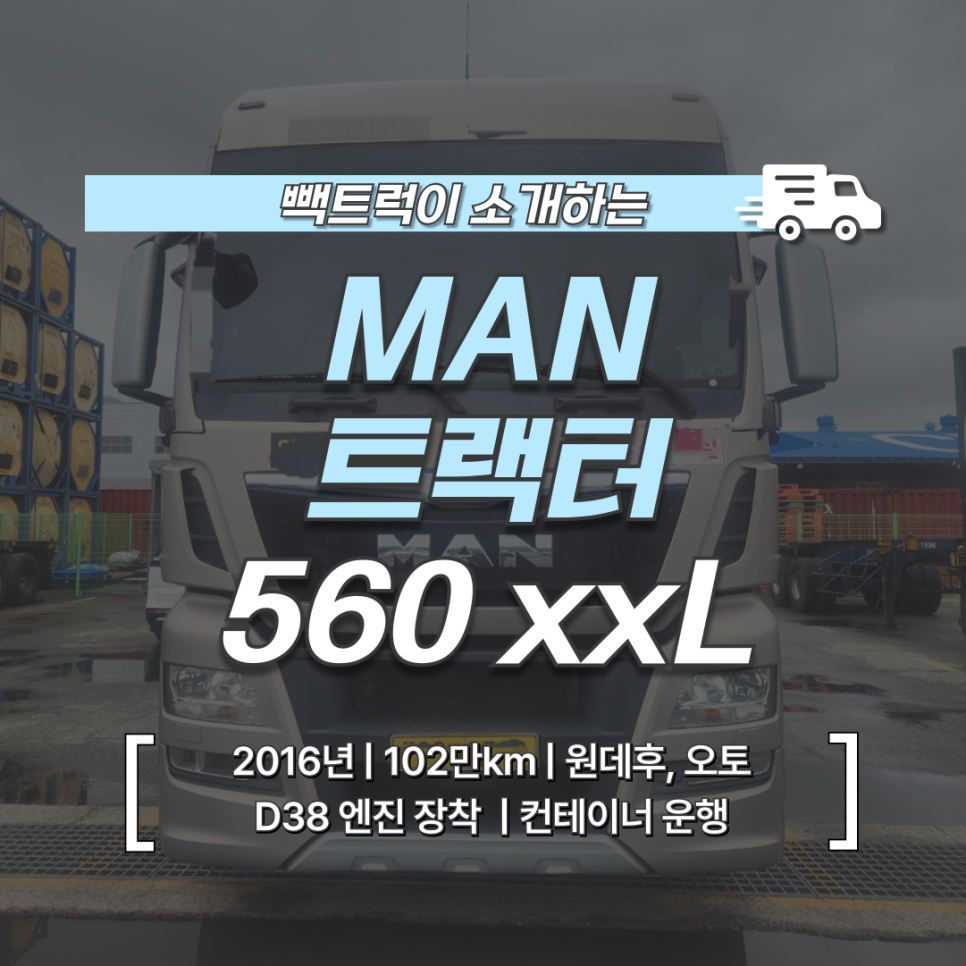 빽트럭이 소개하는
MAN
트랙터
MAN
560 xxL
2016년 | 102만km | 원데후, 오토
D38 엔진 장착 | 컨테이너 운행